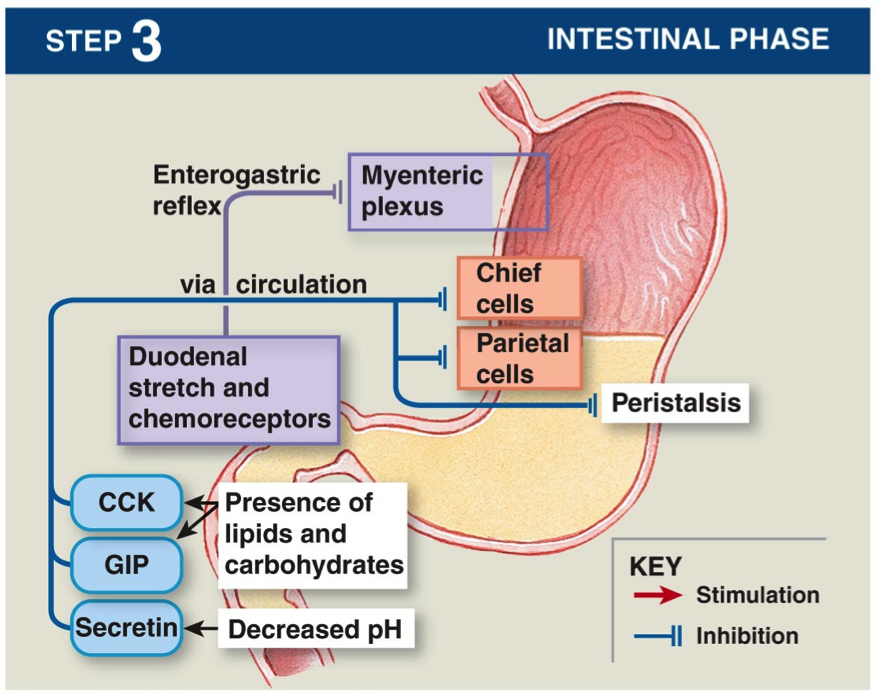 STEP 3
INTESTINAL PHASE
Enterogastric
reflex
Myenteric
plexus
via circulation
Chief
cells
Parietal
cells
Peristalsis
Duodenal
stretch and
chemoreceptors
CCK
GIP
Secretin
Presence of
lipids and
carbohydrates
Decreased pH
KEY
Stimulation
Inhibition